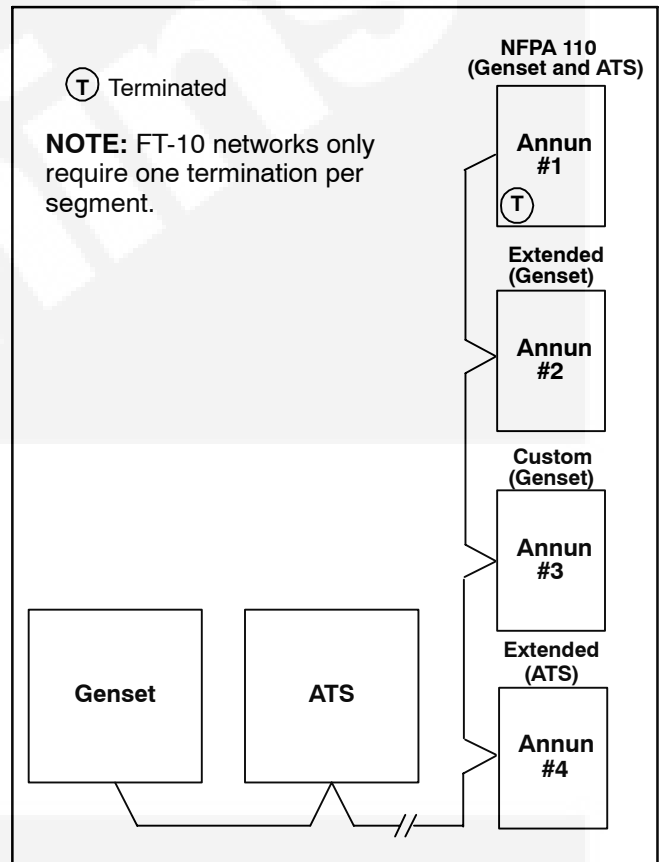 T Terminated
NOTE: FT-10 networks only
require one termination per
segment.
NFPA 110
(Genset and ATS)
Annun
#1
T
Extended
(Genset)
Annun
#2
Custom
(Genset)
Annun
#3
Extended
(ATS)
Annun
#4
Genset
ATS